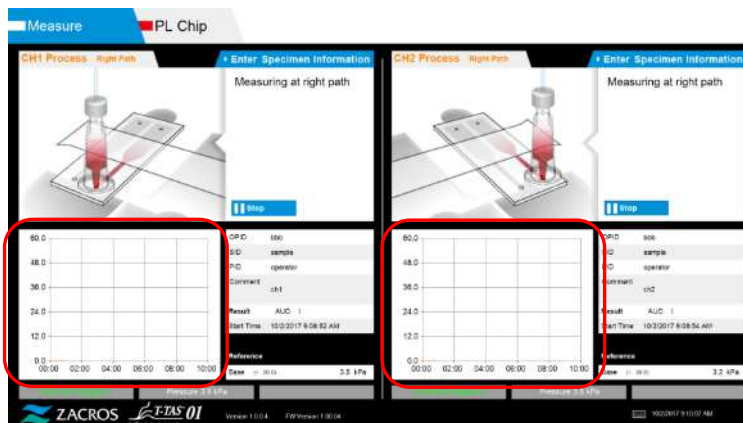 Measure
PL Chip
CH1 Process Right Path
Enter Specimen Information
Measuring at right path
Stop
60.0
48.0
36.0
24.0
12.0
0.0
00:00 02:00 04:00 06:00 08:00 10:00
OPID bbb
SID sample
PID operator
Comment
ch1
Result AUC
Start Time 10/2/2017 9:08:52 AM
Reference
Base 3.5 kPa
Pressure 3.5 kPa
CH2 Process Right Path
Enter Specimen Information
Measuring at right path
Stop
60.0
48.0
36.0
24.0
12.0
0.0
00:00 02:00 04:00 06:00 08:00 10:00
sample
operator
ch2
Result AUC
Start Time 10/2/2017 9:08:54 AM
Reference
3.2 kPa
ZACROS T-TAS 01
Version 1.0.0.4 FW Version 1.00.04
10/2/2017 9:10:07 AM